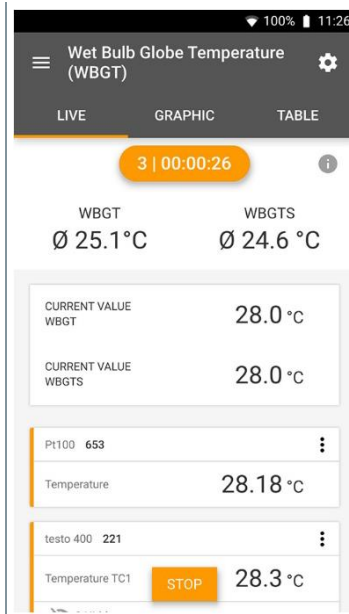 100% 11:26
Wet Bulb Globe Temperature
(WBGT)
LIVE GRAPHIC TABLE
3 | 00:00:26
WBGT WBGTS
Ø 25.1°C Ø 24.6 °C
CURRENT VALUE
WBGT 28.0 °C
CURRENT VALUE
WBGTS 28.0 °C
Pt100 653
Temperature 28.18 °C
testo 400 221
Temperature TC1 STOP 28.3 °C